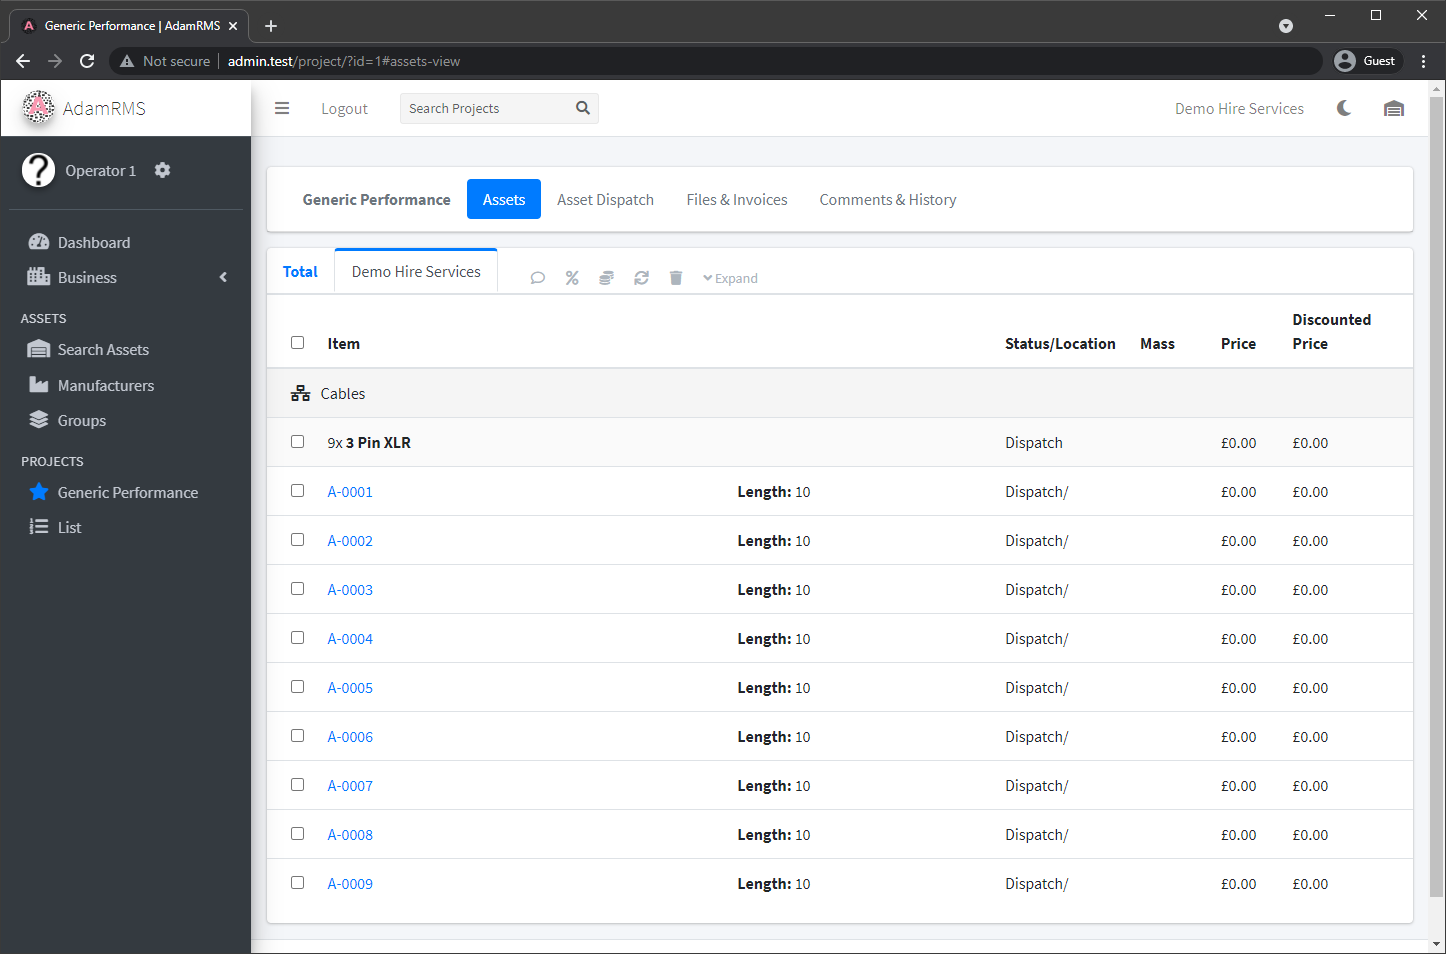 Generic Performance | AdamRMS
Not secure admin.test/project/?id=1#assets-view Guest
AdamRMS Logout Search Projects Demo Hire Services
Operator 1
Dashboard
Business
ASSETS
Search Assets
Manufacturers
Groups
PROJECTS
Generic Performance
List
Generic Performance Assets Asset Dispatch Files & Invoices Comments & History
Total Demo Hire Services Expand
Item Status/Location Mass Price Discounted Price
Cables
9x 3 Pin XLR Dispatch £0.00 £0.00
A-0001 Length: 10 Dispatch/ £0.00 £0.00
A-0002 Length: 10 Dispatch/ £0.00 £0.00
A-0003 Length: 10 Dispatch/ £0.00 £0.00
A-0004 Length: 10 Dispatch/ £0.00 £0.00
A-0005 Length: 10 Dispatch/ £0.00 £0.00
A-0006 Length: 10 Dispatch/ £0.00 £0.00
A-0007 Length: 10 Dispatch/ £0.00 £0.00
A-0008 Length: 10 Dispatch/ £0.00 £0.00
A-0009 Length: 10 Dispatch/ £0.00 £0.00